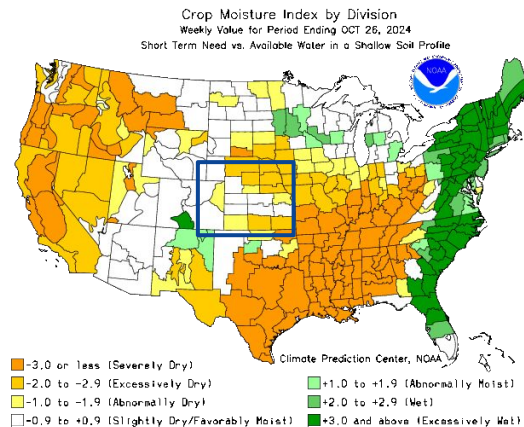 Crop Moisture Index by Division
Weekly Value for Period Ending OCT 26, 2024
Short Term Need vs. Available Water in a Shallow Soil Profile
NOAA
Climate Prediction Center, NOAA
-3.0 or less (Severely Dry)
-2.0 to -2.9 (Excessively Dry)
-1.0 to -1.9 (Abnormally Dry)
-0.9 to +0.9 (Slightly Dry/Favorably Moist)
+1.0 to +1.9 (Abnormally Moist)
+2.0 to +2.9 (Wet)
+3.0 and above (Excessively Wet)